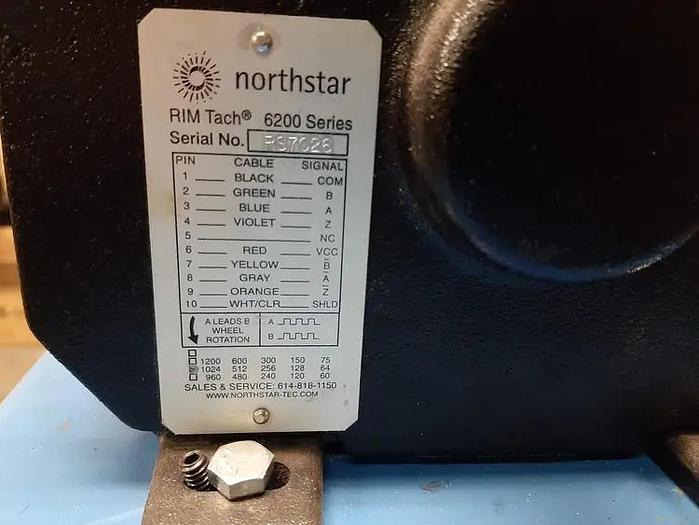 northstar
RIM Tach® 6200 Series
Serial No.
PIN CABLE SIGNAL
1 BLACK COM
2 GREEN B
3 BLUE A
4 VIOLET Z
5 NC
6 RED VCC
7 YELLOW B̅
8 GRAY A̅
9 ORANGE Z̅
10 WHT/CLR SHLD
A LEADS B A
WHEEL
ROTATION B
1200 600 300 150 75
1024 512 256 128 64
960 480 240 120 60
SALES & SERVICE: 614-818-1150
WWW.NORTHSTAR-TEC.COM